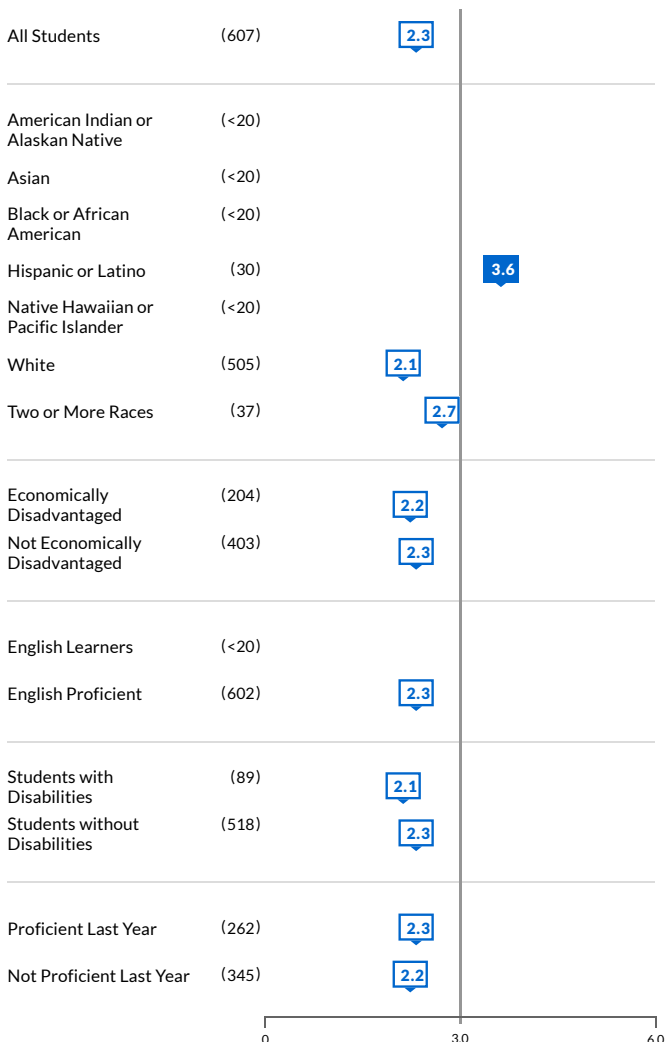 All Students (607) 2.3
American Indian or (<20)
Alaskan Native
Asian (<20)
Black or African (<20)
American
Hispanic or Latino (30) 3.6
Native Hawaiian or (<20)
Pacific Islander
White (505) 2.1
Two or More Races (37) 2.7
Economically (204) 2.2
Disadvantaged
Not Economically (403) 2.3
Disadvantaged
English Learners (<20)
English Proficient (602) 2.3
Students with (89) 2.1
Disabilities
Students without (518) 2.3
Disabilities
Proficient Last Year (262) 2.3
Not Proficient Last Year (345) 2.2
0 3.0 6.0